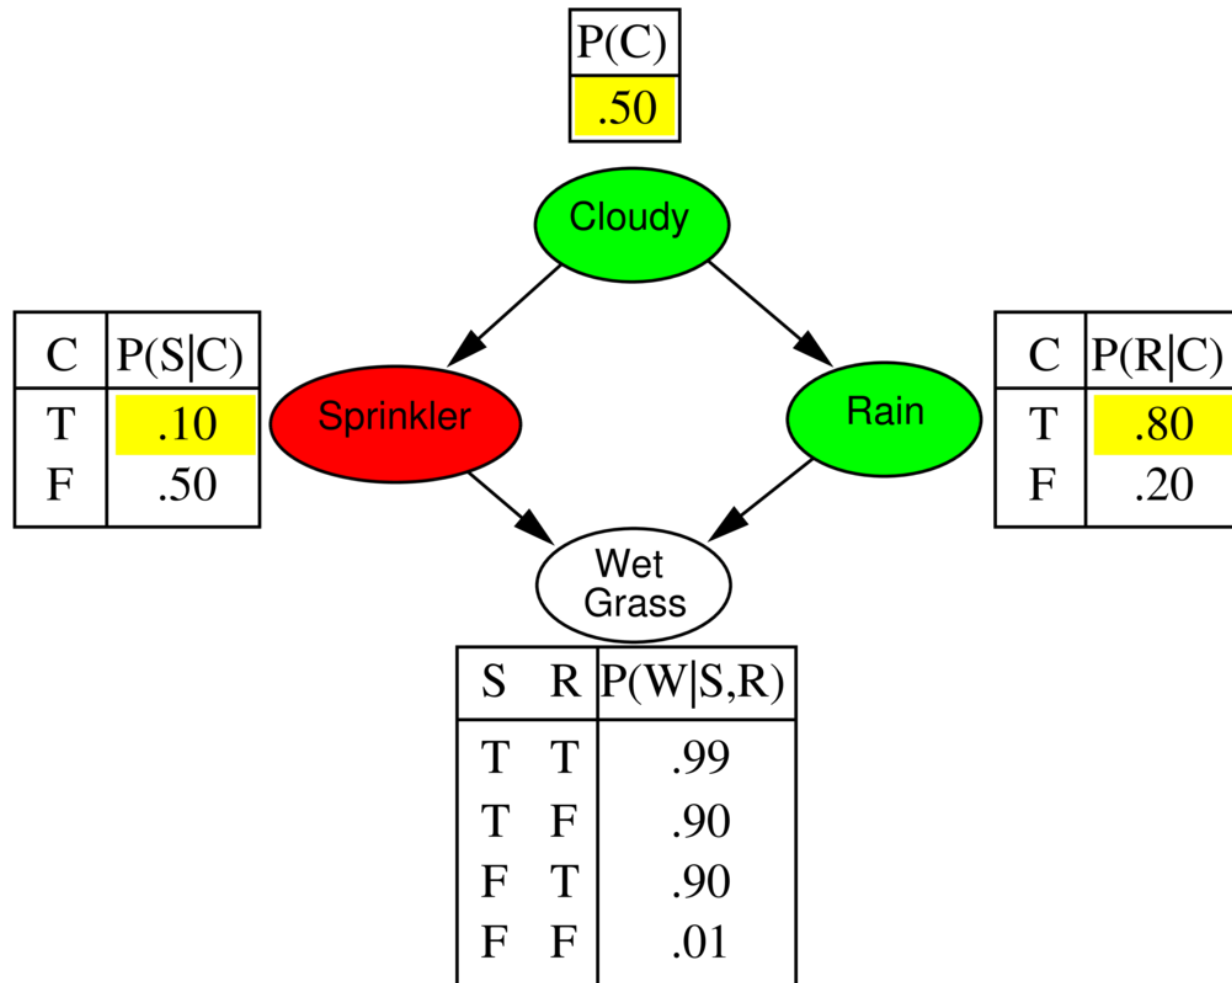 P(C)
.50
Cloudy
C P(S|C)
T .10
F .50
Sprinkler
Rain
C P(R|C)
T .80
F .20
Wet
Grass
S R P(W|S,R)
T T .99
T F .90
F T .90
F F .01